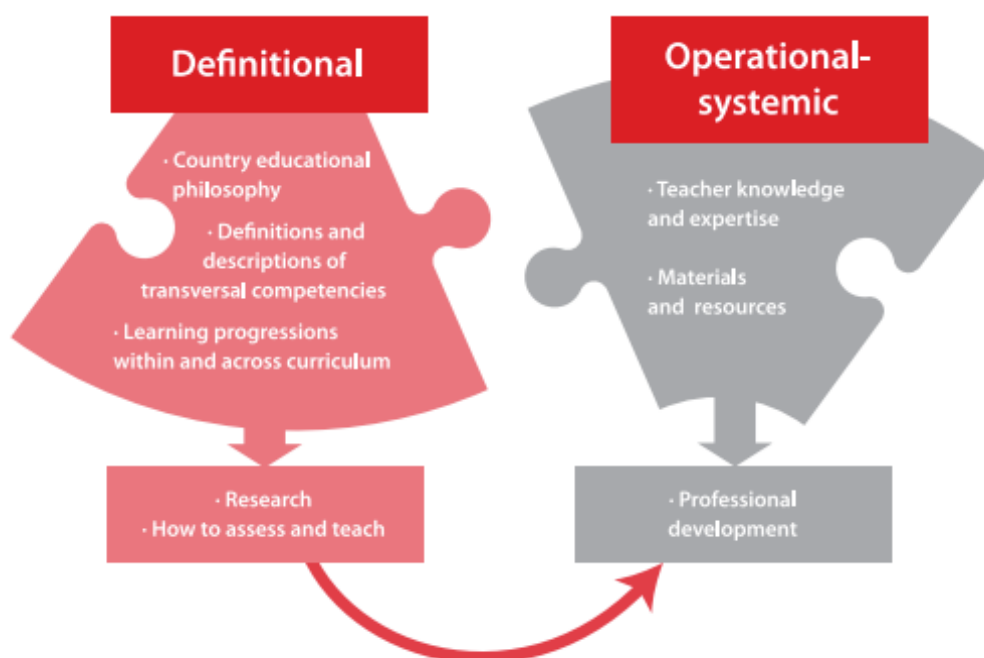 Definitional
· Country educational
philosophy
· Definitions and
descriptions of
transversal competencies
· Learning progressions
within and across curriculum
· Research
· How to assess and teach
Operational-
systemic
· Teacher knowledge
and expertise
· Materials
and resources
· Professional
development